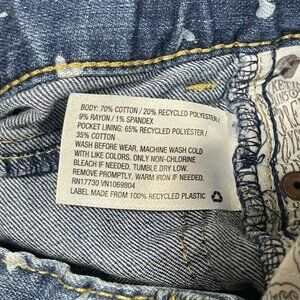 BODY: 70% COTTON / 20% RECYCLED POLYESTER /
9% RAYON / 1% SPANDEX
POCKET LINING: 65% RECYCLED POLYESTER /
35% COTTON
WASH BEFORE WEAR. MACHINE WASH COLD
WITH LIKE COLORS. ONLY NON-CHLORINE
BLEACH IF NEEDED. TUMBLE DRY LOW.
REMOVE PROMPTLY. WARM IRON IF NEEDED.
RN17730 VN1069804
LABEL MADE FROM 100% RECYCLED PLASTIC